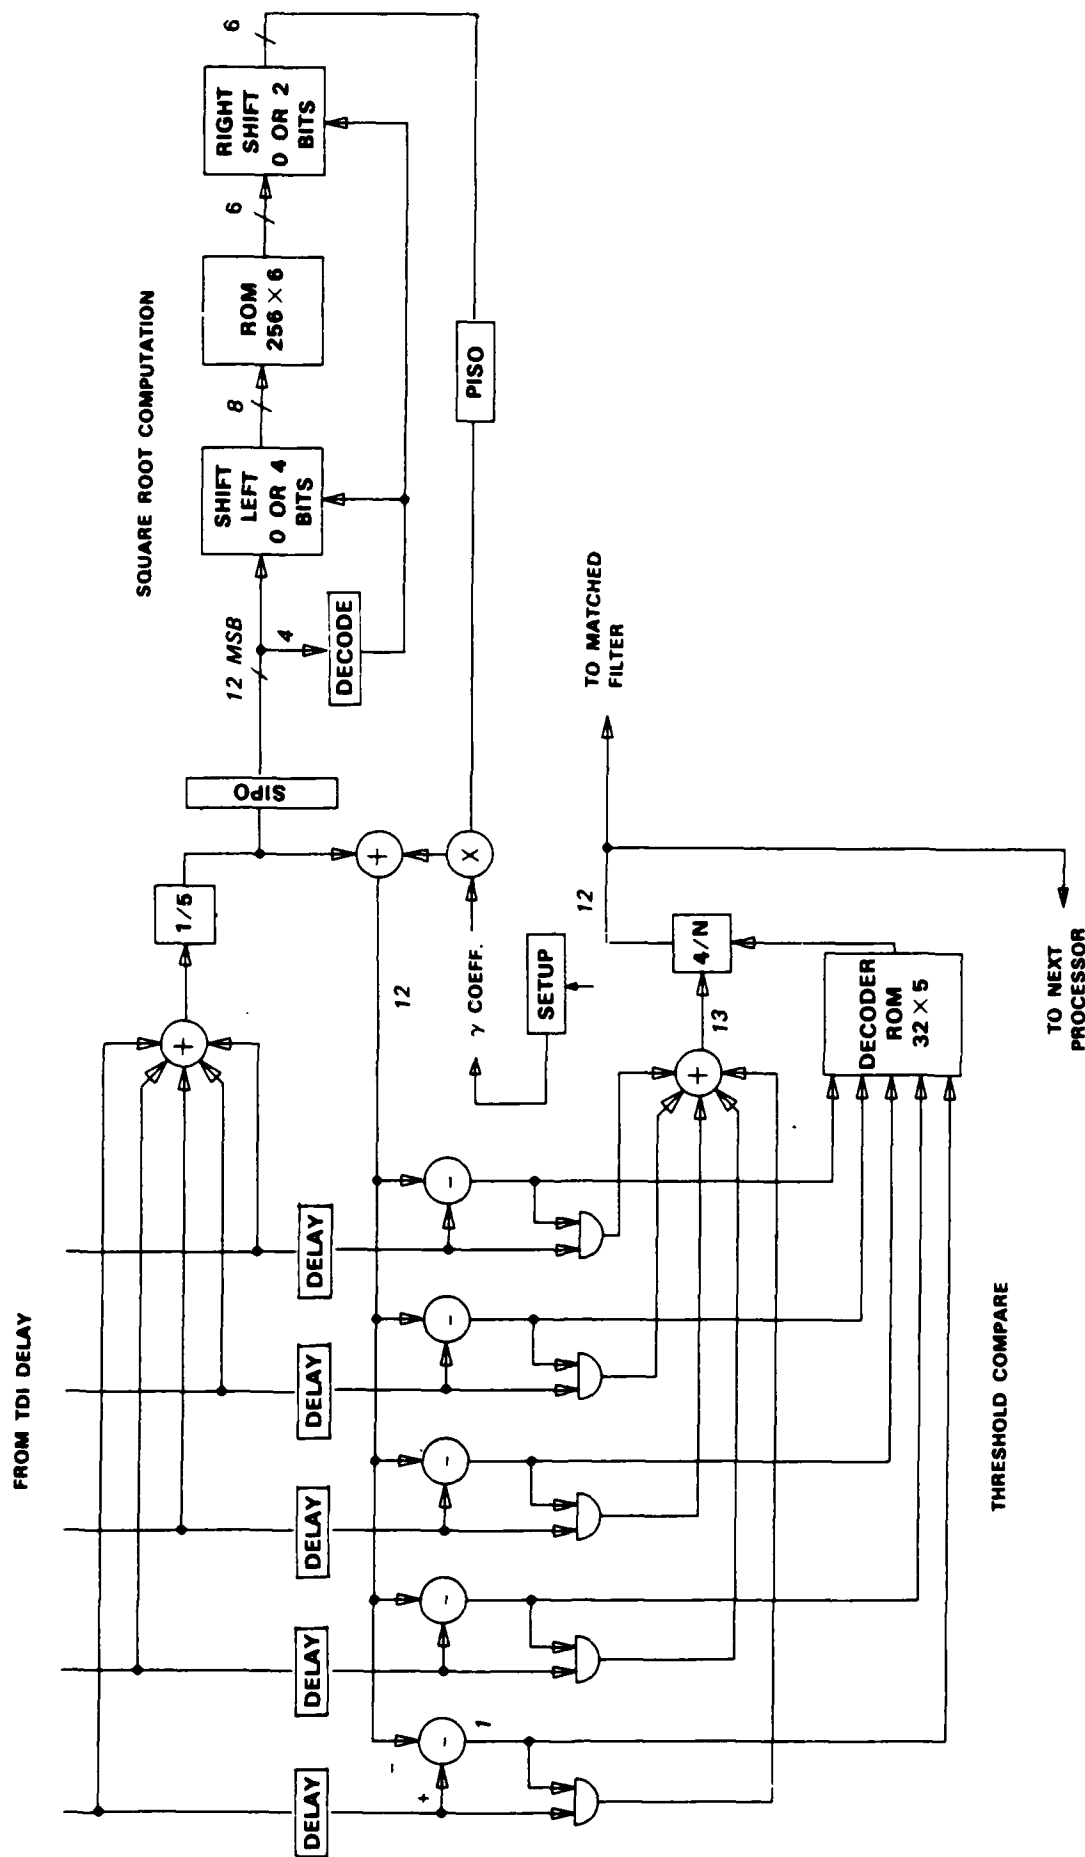 FROM TDI DELAY
SQUARE ROOT COMPUTATION
1/5
SIPO
12 MSB
4
DECODE
SHIFT
LEFT
0 OR 4
BITS
8
ROM
256 × 6
6
RIGHT
SHIFT
0 OR 2
BITS
6
DELAY
DELAY
DELAY
DELAY
DELAY
+
+
×
PISO
12
γ COEFF.
SETUP
+
-
-
-
-
-
-
1
+
13
4/N
12
TO MATCHED
FILTER
DECODER
ROM
32 × 5
TO NEXT
PROCESSOR
THRESHOLD COMPARE